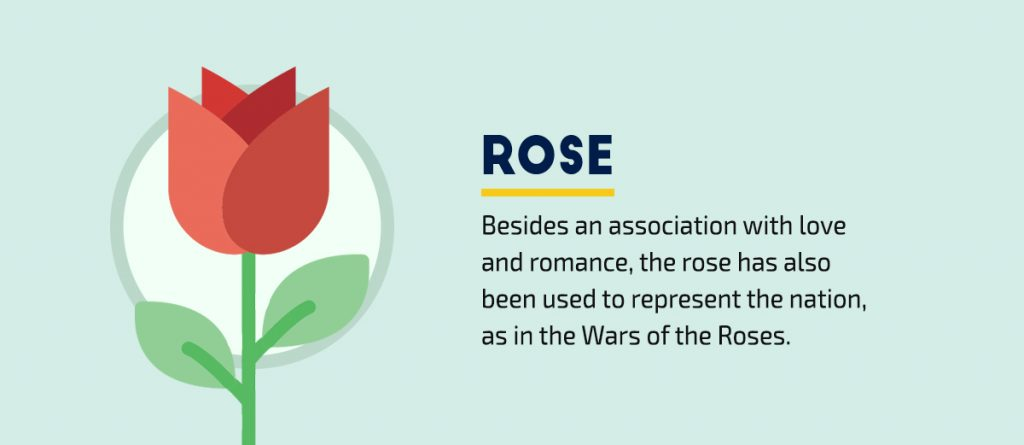 ROSE
Besides an association with love
and romance, the rose has also
been used to represent the nation,
as in the Wars of the Roses.